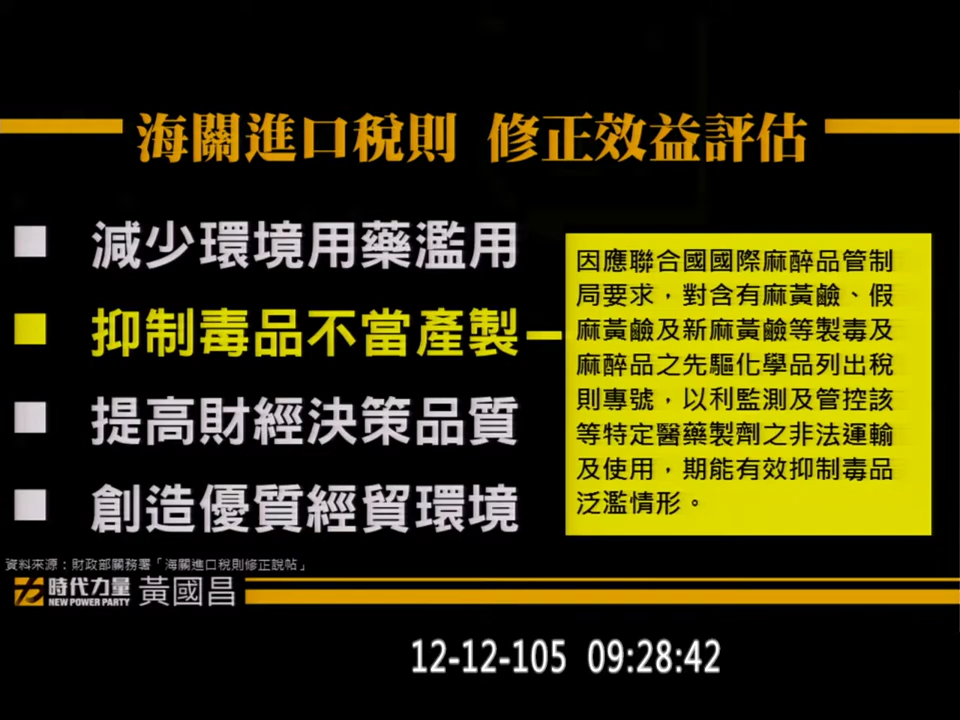 海關進口稅則 修正效益評估
減少環境用藥濫用
抑制毒品不當產製
提高財經決策品質
創造優質經貿環境
因應聯合國國際麻醉品管制
局要求，對含有麻黃鹼、假
麻黃鹼及新麻黃鹼等製毒及
麻醉品之先驅化學品列出稅
則專號，以利監測及管控該
等特定醫藥製劑之非法運輸
及使用，期能有效抑制毒品
泛濫情形。
資料來源：財政部關務署「海關進口稅則修正說帖」
時代力量 黃國昌
NEW POWER PARTY
12-12-105 09:28:42